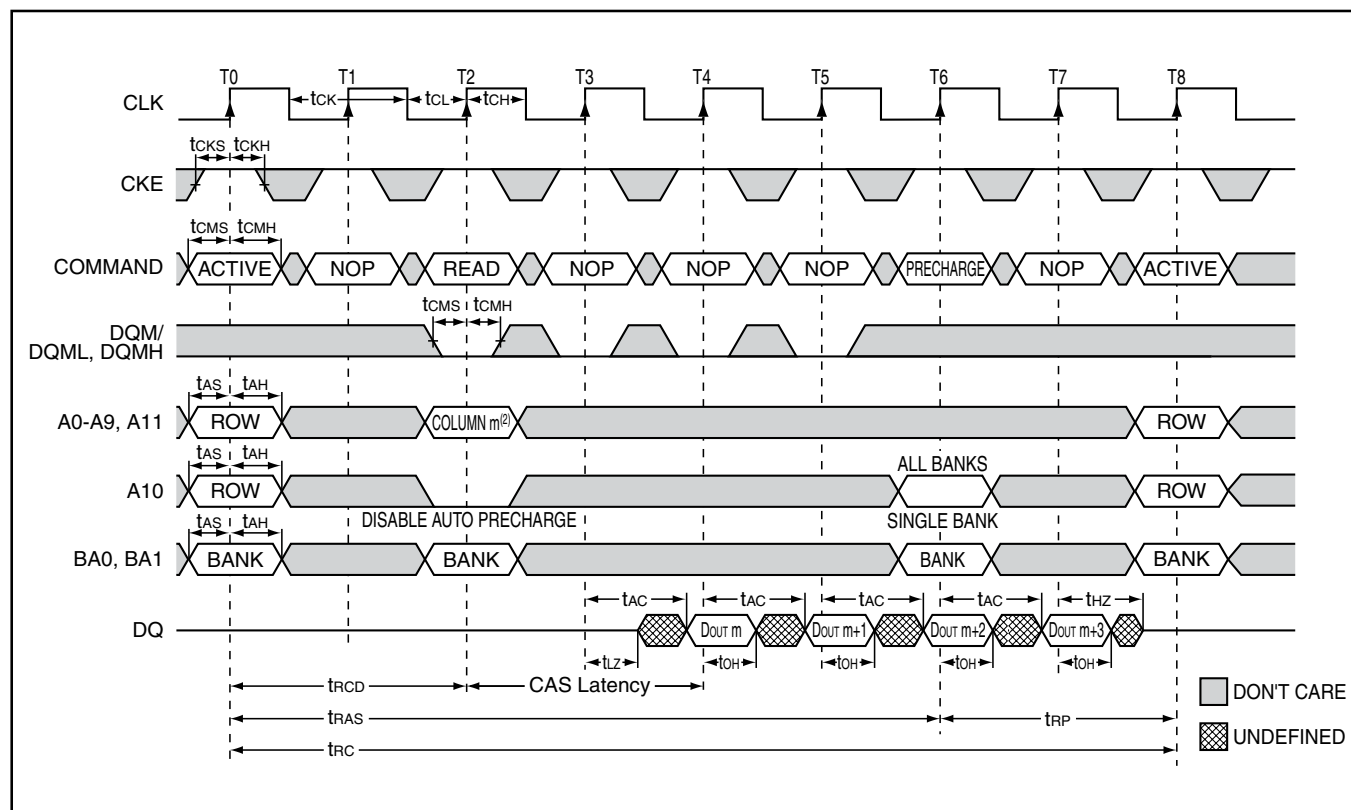 T0 T1 T2 T3 T4 T5 T6 T7 T8
CLK tCK tCL tCH
tCKS tCKH
CKE
tCMS tCMH
COMMAND ACTIVE NOP READ NOP NOP NOP PRECHARGE NOP ACTIVE
tCMS tCMH
DQM/
DQML, DQMH
tAS tAH
A0-A9, A11 ROW COLUMN m(2) ROW
tAS tAH ALL BANKS
A10 ROW ROW
DISABLE AUTO PRECHARGE SINGLE BANK
tAS tAH
BA0, BA1 BANK BANK BANK BANK
tAC tAC tAC tAC tHZ
DQ DOUT m DOUT m+1 DOUT m+2 DOUT m+3
tLZ tOH tOH tOH tOH
tRCD CAS Latency
DON'T CARE
tRAS tRP
UNDEFINED
tRC